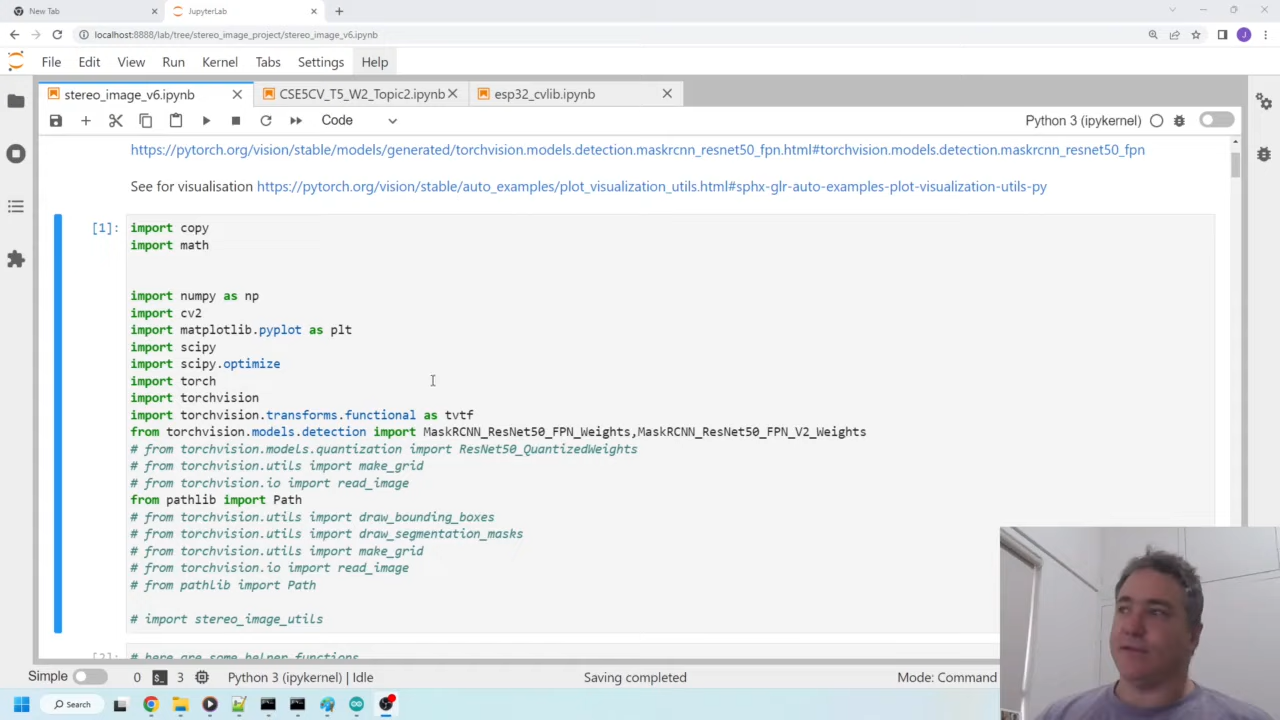 New Tab
JupyterLab
localhost:8888/lab/tree/stereo_image_project/stereo_image_v6.ipynb
J
File Edit View Run Kernel Tabs Settings Help
stereo_image_v6.ipynb
CSE5CV_T5_W2_Topic2.ipynb
esp32_cvlib.ipynb
Code
Python 3 (ipykernel)
https://pytorch.org/vision/stable/models/generated/torchvision.models.detection.maskrcnn_resnet50_fpn.html#torchvision.models.detection.maskrcnn_resnet50_fpn
See for visualisation https://pytorch.org/vision/stable/auto_examples/plot_visualization_utils.html#sphx-glr-auto-examples-plot-visualization-utils-py
[1]: import copy
import math
import numpy as np
import cv2
import matplotlib.pyplot as plt
import scipy
import scipy.optimize
import torch
import torchvision
import torchvision.transforms.functional as tvtf
from torchvision.models.detection import MaskRCNN_ResNet50_FPN_Weights,MaskRCNN_ResNet50_FPN_V2_Weights
# from torchvision.models.quantization import ResNet50_QuantizedWeights
# from torchvision.utils import make_grid
# from torchvision.io import read_image
from pathlib import Path
# from torchvision.utils import draw_bounding_boxes
# from torchvision.utils import draw_segmentation_masks
# from torchvision.utils import make_grid
# from torchvision.io import read_image
# from pathlib import Path
# import stereo_image_utils
[2]: # here are some helper functions
Simple 0 3 Python 3 (ipykernel) | Idle Saving completed Mode: Command
Search